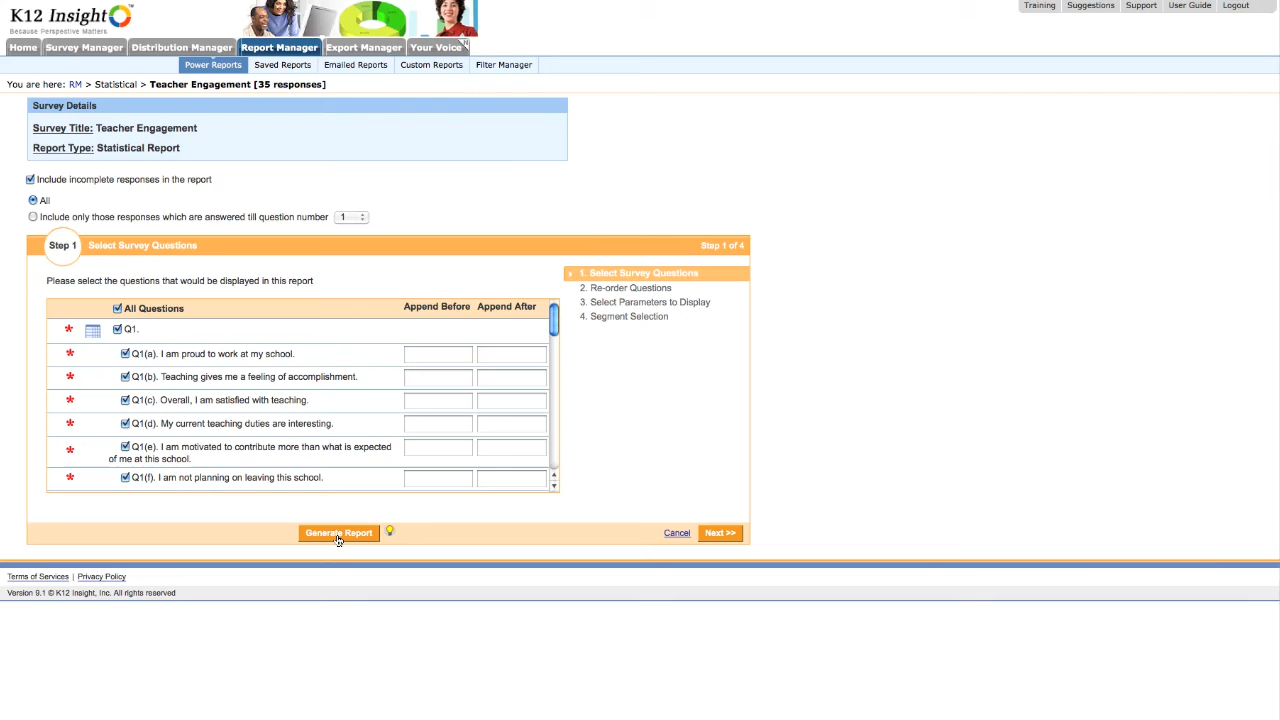 K12 Insight
Because Perspective Matters
Training | Suggestions | Support | User Guide | Logout
Home Survey Manager Distribution Manager Report Manager Export Manager Your Voice
Power Reports Saved Reports Emailed Reports Custom Reports Filter Manager
You are here: RM > Statistical > Teacher Engagement [35 responses]
Survey Details
Survey Title: Teacher Engagement
Report Type: Statistical Report
Include incomplete responses in the report
All
Include only those responses which are answered till question number 1
Step 1 Select Survey Questions Step 1 of 4
Please select the questions that would be displayed in this report
1. Select Survey Questions
2. Re-order Questions
3. Select Parameters to Display
4. Segment Selection
All Questions Append Before Append After
* Q1.
* Q1(a). I am proud to work at my school.
* Q1(b). Teaching gives me a feeling of accomplishment.
* Q1(c). Overall, I am satisfied with teaching.
* Q1(d). My current teaching duties are interesting.
* Q1(e). I am motivated to contribute more than what is expected
of me at this school.
* Q1(f). I am not planning on leaving this school.
Generate Report Cancel Next >>
Terms of Services | Privacy Policy
Version 9.1 © K12 Insight, Inc. All rights reserved